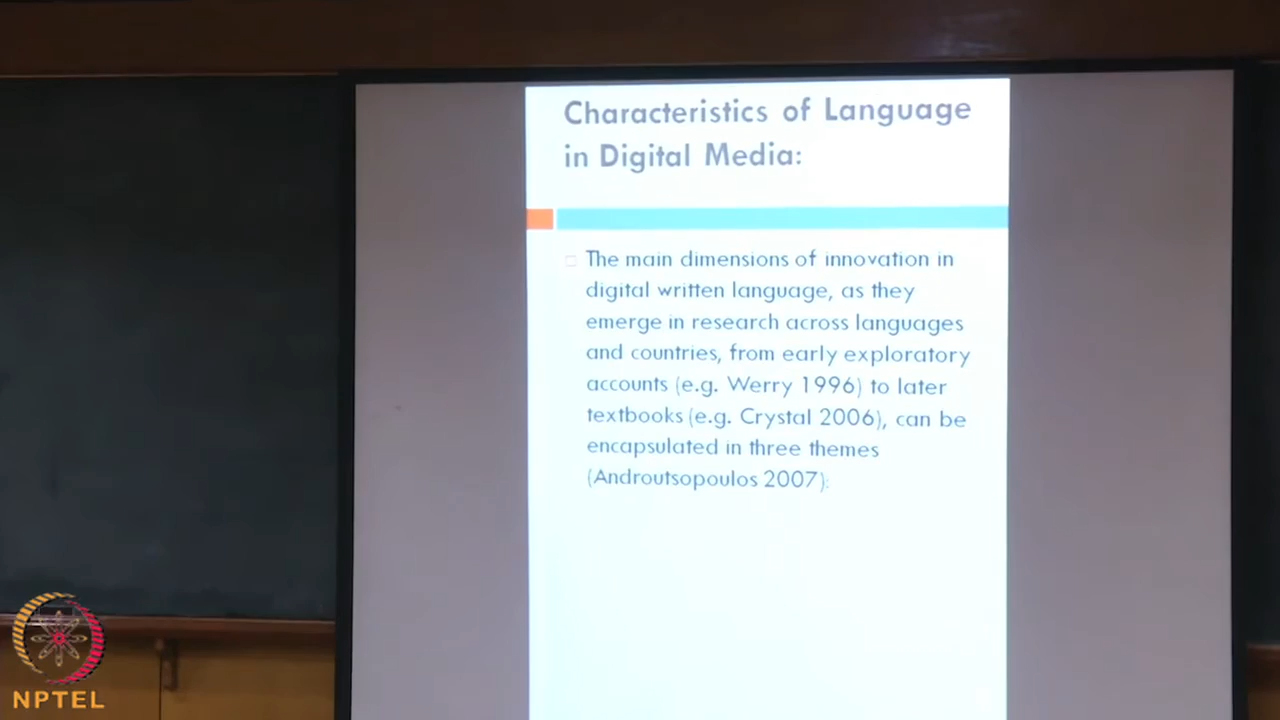 Characteristics of Language
in Digital Media:
The main dimensions of innovation in
digital written language, as they
emerge in research across languages
and countries, from early exploratory
accounts (e.g. Werry 1996) to later
textbooks (e.g. Crystal 2006), can be
encapsulated in three themes
(Androutsopoulos 2007):
NPTEL